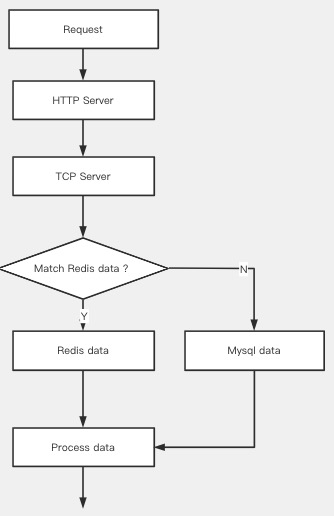 Request
HTTP Server
TCP Server
Match Redis data ?
N
Y
Redis data
Mysql data
Process data